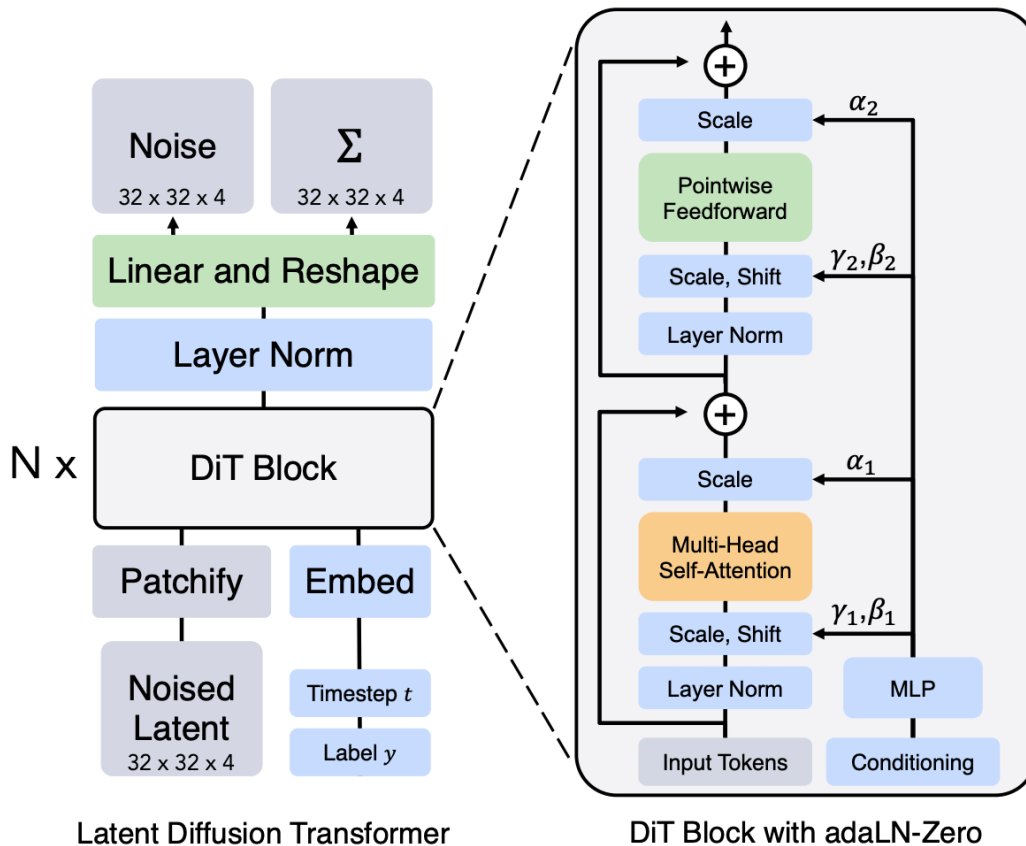 Noise
32 x 32 x 4
Σ
32 x 32 x 4
Linear and Reshape
Layer Norm
N x
DiT Block
Patchify
Embed
Noised
Latent
32 x 32 x 4
Timestep t
Label y
Latent Diffusion Transformer
+
Scale
α₂
Pointwise
Feedforward
γ₂,β₂
Scale, Shift
Layer Norm
+
Scale
α₁
Multi-Head
Self-Attention
γ₁,β₁
Scale, Shift
Layer Norm
MLP
Input Tokens
Conditioning
DiT Block with adaLN-Zero